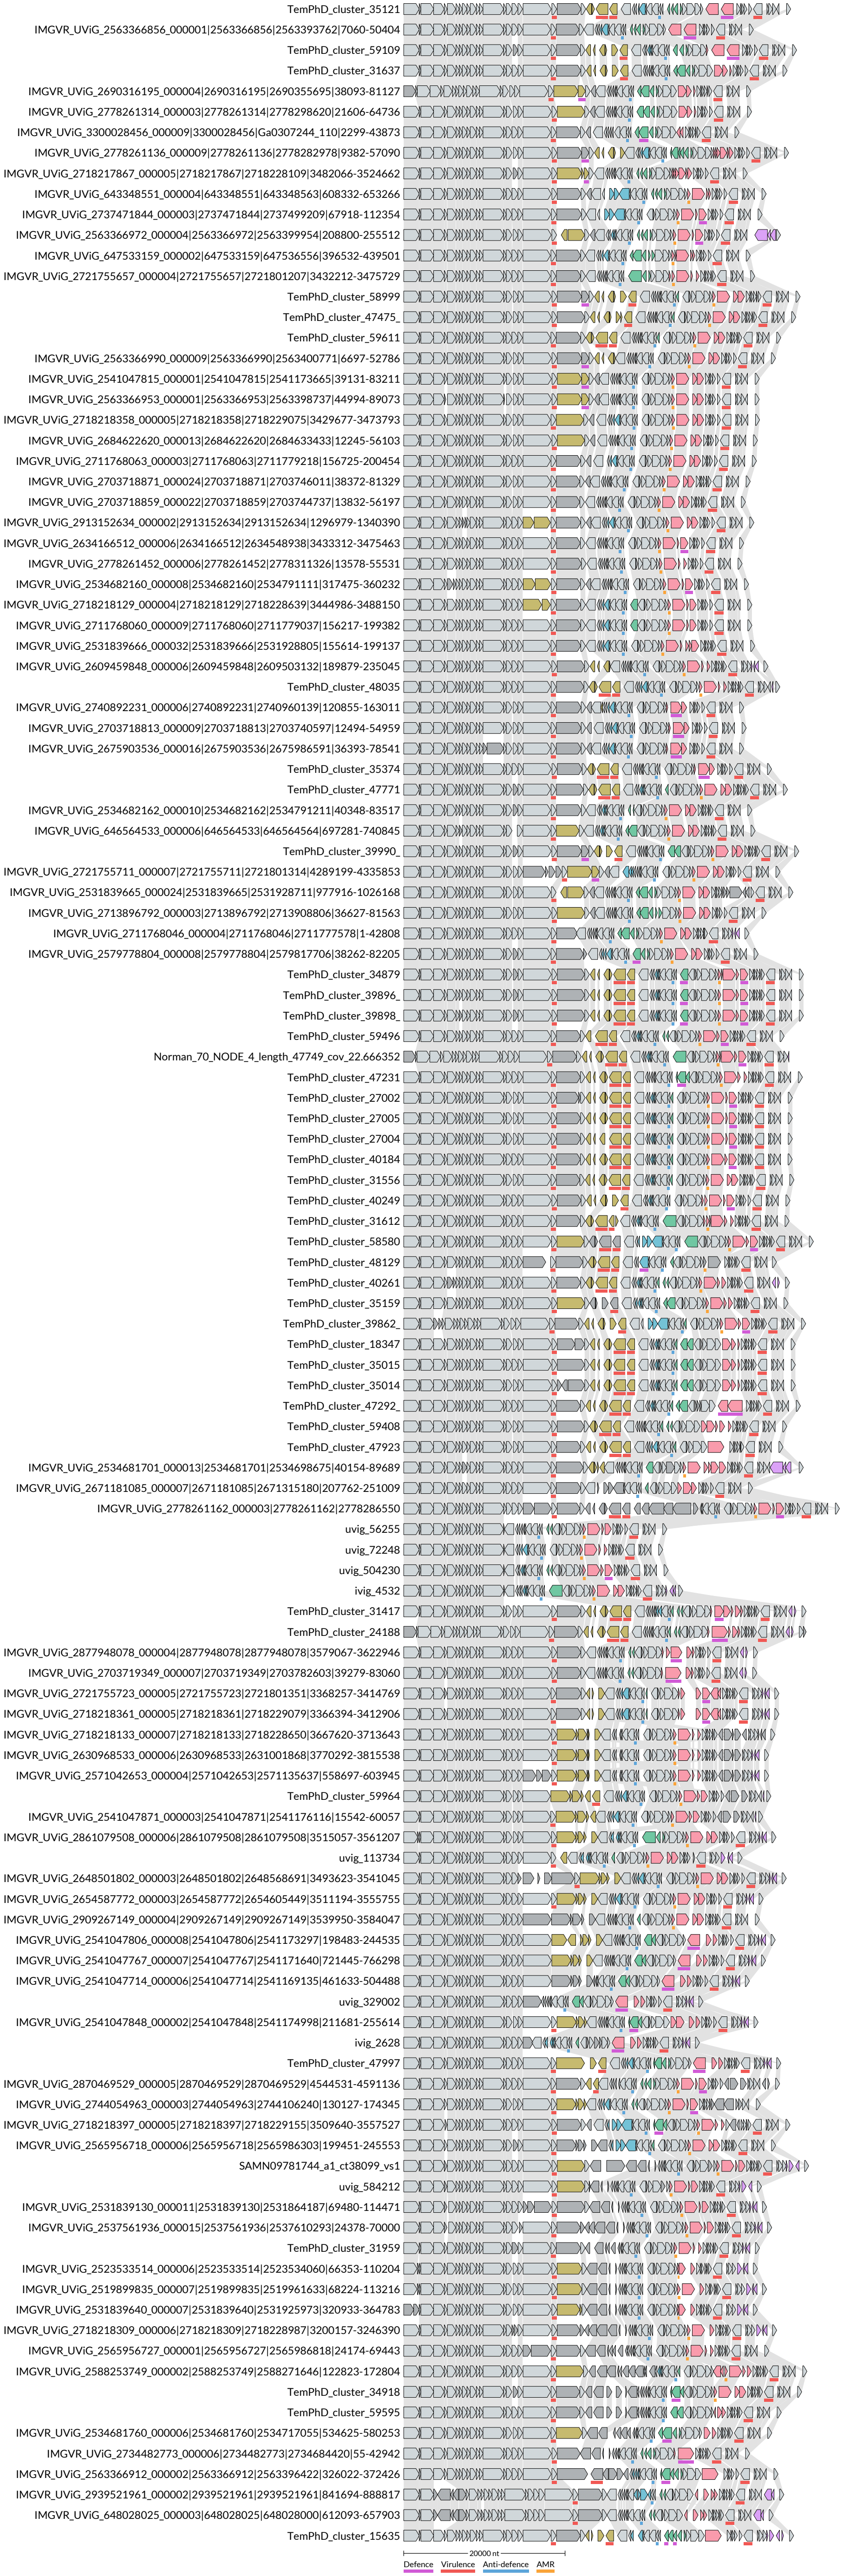 TemPhD_cluster_35121
IMGVR_UViG_2563366856_000001|2563366856|2563393762|7060-50404
TemPhD_cluster_59109
TemPhD_cluster_31637
IMGVR_UViG_2690316195_000004|2690316195|2690355695|38093-81127
IMGVR_UViG_2778261314_000003|2778261314|2778298620|21606-64736
IMGVR_UViG_3300028456_000009|3300028456|Ga0307244_110|2299-43873
IMGVR_UViG_2778261136_000009|2778261136|2778282978|9382-57090
IMGVR_UViG_2718217867_000005|2718217867|2718228109|3482066-3524662
IMGVR_UViG_643348551_000004|643348551|643348563|608332-653266
IMGVR_UViG_2737471844_000003|2737471844|2737499209|67918-112354
IMGVR_UViG_2563366972_000004|2563366972|2563399954|208800-255512
IMGVR_UViG_647533159_000002|647533159|647536556|396532-439501
IMGVR_UViG_2721755657_000004|2721755657|2721801207|3432212-3475729
TemPhD_cluster_58999
TemPhD_cluster_47475_
TemPhD_cluster_59611
IMGVR_UViG_2563366990_000009|2563366990|2563400771|6697-52786
IMGVR_UViG_2541047815_000001|2541047815|2541173665|39131-83211
IMGVR_UViG_2563366953_000001|2563366953|2563398737|44994-89073
IMGVR_UViG_2718218358_000005|2718218358|2718229075|3429677-3473793
IMGVR_UViG_2684622620_000013|2684622620|2684633433|12245-56103
IMGVR_UViG_2711768063_000003|2711768063|2711779218|156725-200454
IMGVR_UViG_2703718871_000024|2703718871|2703746011|38372-81329
IMGVR_UViG_2703718859_000022|2703718859|2703744737|13832-56197
IMGVR_UViG_2913152634_000002|2913152634|2913152634|1296979-1340390
IMGVR_UViG_2634166512_000006|2634166512|2634548938|3433312-3475463
IMGVR_UViG_2778261452_000006|2778261452|2778311326|13578-55531
IMGVR_UViG_2534682160_000008|2534682160|2534791111|317475-360232
IMGVR_UViG_2718218129_000004|2718218129|2718228639|3444986-3488150
IMGVR_UViG_2711768060_000009|2711768060|2711779037|156217-199382
IMGVR_UViG_2531839666_000032|2531839666|2531928805|155614-199137
IMGVR_UViG_2609459848_000006|2609459848|2609503132|189879-235045
TemPhD_cluster_48035
IMGVR_UViG_2740892231_000006|2740892231|2740960139|120855-163011
IMGVR_UViG_2703718813_000009|2703718813|2703740597|12494-54959
IMGVR_UViG_2675903536_000016|2675903536|2675986591|36393-78541
TemPhD_cluster_35374
TemPhD_cluster_47771
IMGVR_UViG_2534682162_000010|2534682162|2534791211|40348-83517
IMGVR_UViG_646564533_000006|646564533|646564564|697281-740845
TemPhD_cluster_39990_
IMGVR_UViG_2721755711_000007|2721755711|2721801314|4289199-4335853
IMGVR_UViG_2531839665_000024|2531839665|2531928711|977916-1026168
IMGVR_UViG_2713896792_000003|2713896792|2713908806|36627-81563
IMGVR_UViG_2711768046_000004|2711768046|2711777578|1-42808
IMGVR_UViG_2579778804_000008|2579778804|2579817706|38262-82205
TemPhD_cluster_34879
TemPhD_cluster_39896_
TemPhD_cluster_39898_
TemPhD_cluster_59496
Norman_70_NODE_4_length_47749_cov_22.666352
TemPhD_cluster_47231
TemPhD_cluster_27002
TemPhD_cluster_27005
TemPhD_cluster_27004
TemPhD_cluster_40184
TemPhD_cluster_31556
TemPhD_cluster_40249
TemPhD_cluster_31612
TemPhD_cluster_58580
TemPhD_cluster_48129
TemPhD_cluster_40261
TemPhD_cluster_35159
TemPhD_cluster_39862_
TemPhD_cluster_18347
TemPhD_cluster_35015
TemPhD_cluster_35014
TemPhD_cluster_47292_
TemPhD_cluster_59408
TemPhD_cluster_47923
IMGVR_UViG_2534681701_000013|2534681701|2534698675|40154-89689
IMGVR_UViG_2671181085_000007|2671181085|2671315180|207762-251009
IMGVR_UViG_2778261162_000003|2778261162|2778286550
uvig_56255
uvig_72248
uvig_504230
ivig_4532
TemPhD_cluster_31417
TemPhD_cluster_24188
IMGVR_UViG_2877948078_000004|2877948078|2877948078|3579067-3622946
IMGVR_UViG_2703719349_000007|2703719349|2703782603|39279-83060
IMGVR_UViG_2721755723_000005|2721755723|2721801351|3368257-3414769
IMGVR_UViG_2718218361_000005|2718218361|2718229079|3366394-3412906
IMGVR_UViG_2718218133_000007|2718218133|2718228650|6667620-3713643
IMGVR_UViG_2630968533_000006|2630968533|2631001868|3770292-3815538
IMGVR_UViG_2571042653_000004|2571042653|2571135637|558697-603945
TemPhD_cluster_59964
IMGVR_UViG_2541047871_000003|2541047871|2541176116|15542-60057
IMGVR_UViG_2861079508_000006|2861079508|2861079508|3515057-3561207
uvig_113734
IMGVR_UViG_2648501802_000003|2648501802|2648568691|3493623-3541045
IMGVR_UViG_2654587772_000003|2654587772|2654605449|3511194-3555755
IMGVR_UViG_2909267149_000004|2909267149|2909267149|3539950-3584047
IMGVR_UViG_2541047806_000008|2541047806|2541173297|198483-244535
IMGVR_UViG_2541047767_000007|2541047767|2541171640|721445-766298
IMGVR_UViG_2541047714_000006|2541047714|2541169135|461633-504488
uvig_329002
IMGVR_UViG_2541047848_000002|2541047848|2541174998|211681-255614
ivig_2628
TemPhD_cluster_47997
IMGVR_UViG_2870469529_000005|2870469529|2870469529|4544531-4591136
IMGVR_UViG_2744054963_000003|2744054963|2744106240|130127-174345
IMGVR_UViG_2718218397_000005|2718218397|2718229155|3509640-3557527
IMGVR_UViG_2565956718_000006|2565956718|2565986303|199451-245553
SAMN09781744_a1_ct38099_vs1
uvig_584212
IMGVR_UViG_2531839130_000011|2531839130|2531864187|69480-114471
IMGVR_UViG_2537561936_000015|2537561936|2537610293|24378-70000
TemPhD_cluster_31959
IMGVR_UViG_2523533514_000006|2523533514|2523534060|66353-110204
IMGVR_UViG_2519899835_000007|2519899835|2519961633|68224-113216
IMGVR_UViG_2531839640_000007|2531839640|2531925973|320933-364783
IMGVR_UViG_2718218309_000006|2718218309|2718228987|3200157-3246390
IMGVR_UViG_2565956727_000001|2565956727|2565986818|24174-69443
IMGVR_UViG_2588253749_000002|2588253749|2588271646|122823-172804
TemPhD_cluster_34918
TemPhD_cluster_59595
IMGVR_UViG_2534681760_000006|2534681760|2534717055|534625-580253
IMGVR_UViG_2734482773_000006|2734482773|2734684420|55-42942
IMGVR_UViG_2563366912_000002|2563366912|2563396422|326022-372426
IMGVR_UViG_2939521961_000002|2939521961|2939521961|841694-888817
IMGVR_UViG_648028025_000003|648028025|648028000|612093-657903
TemPhD_cluster_15635
20000 nt
Defence Virulence Anti-defence AMR